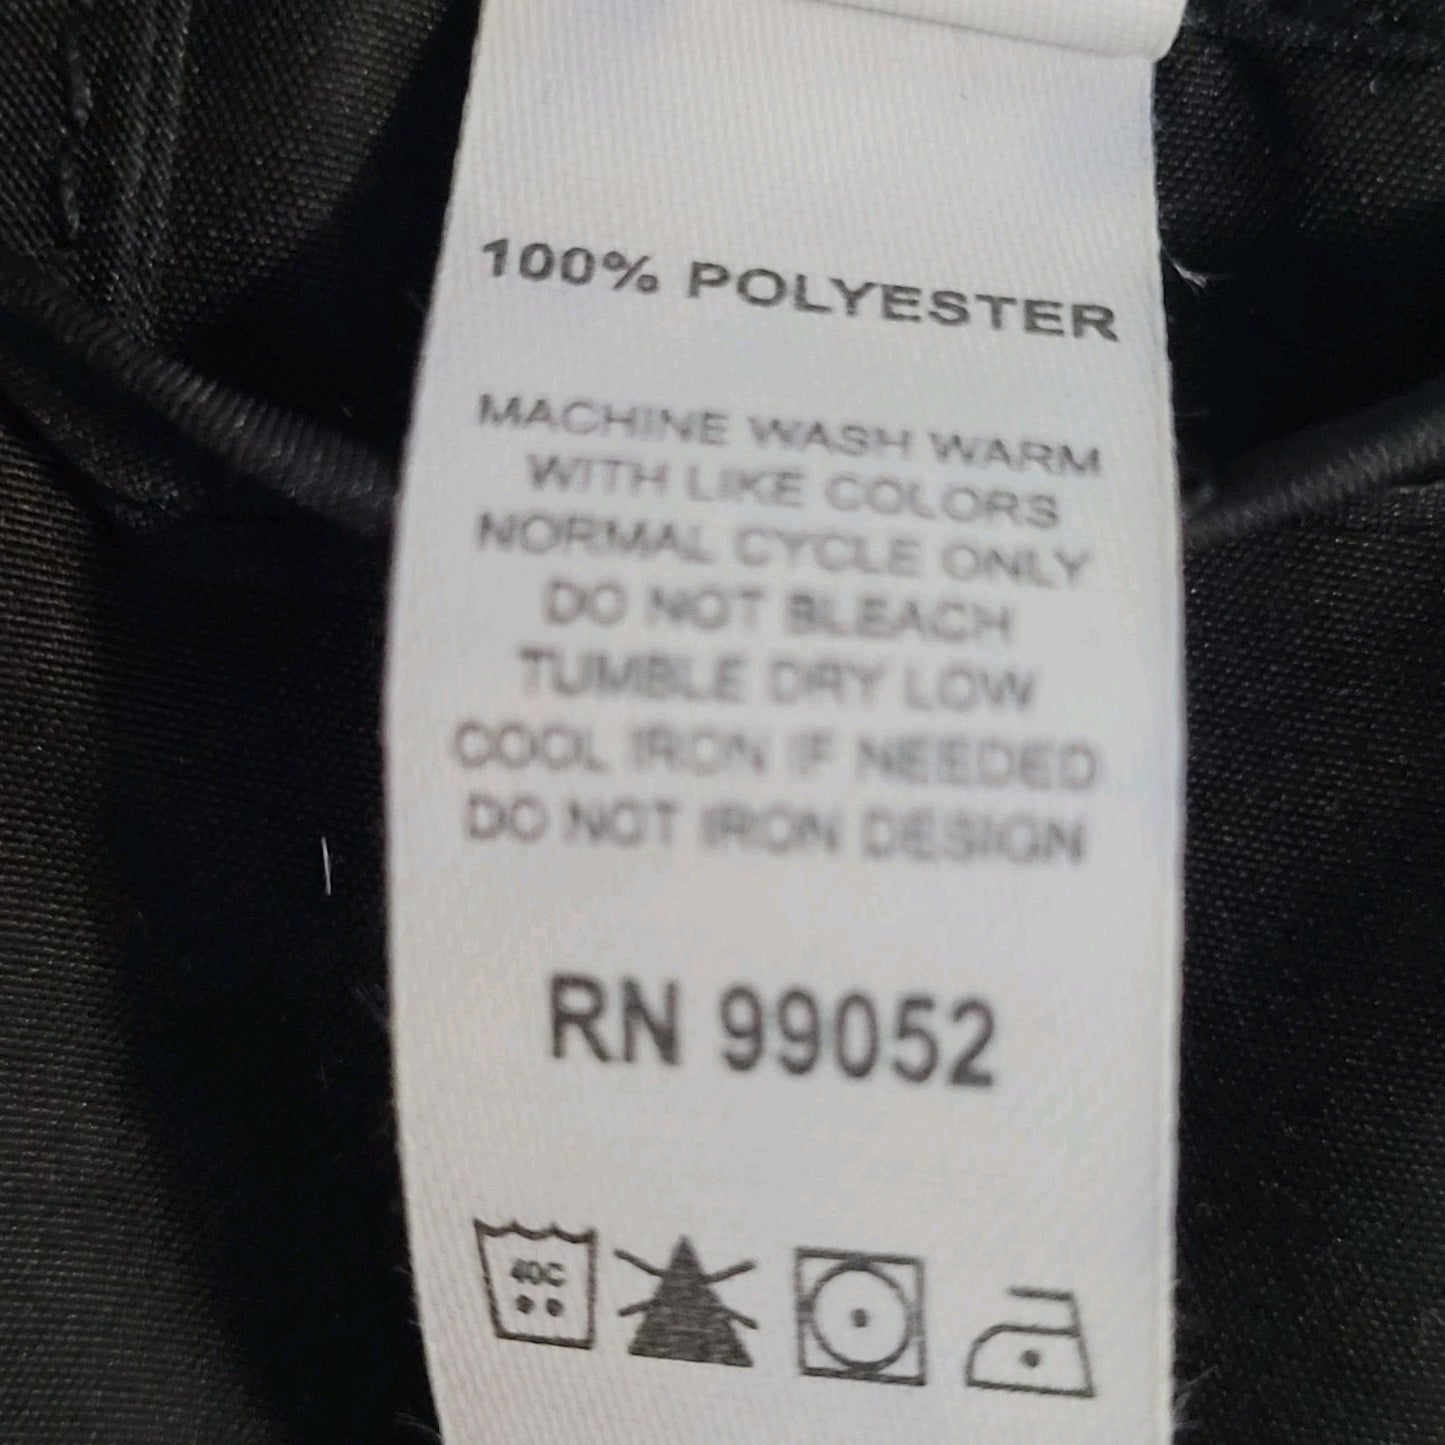 100% POLYESTER
MACHINE WASH WARM
WITH LIKE COLORS
NORMAL CYCLE ONLY
DO NOT BLEACH
TUMBLE DRY LOW
COOL IRON IF NEEDED
DO NOT IRON DESIGN
RN 99052
40C